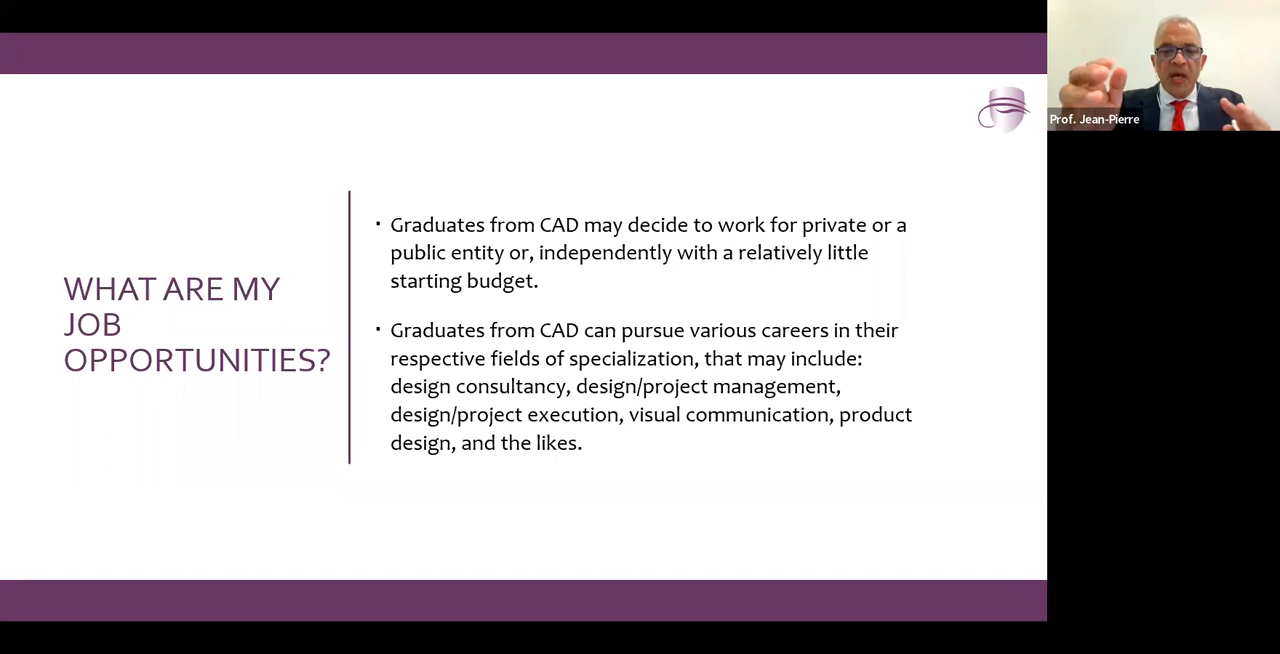 WHAT ARE MY
JOB
OPPORTUNITIES?
▪ Graduates from CAD may decide to work for private or a
public entity or, independently with a relatively little
starting budget.
▪ Graduates from CAD can pursue various careers in their
respective fields of specialization, that may include:
design consultancy, design/project management,
design/project execution, visual communication, product
design, and the likes.
Prof. Jean-Pierre